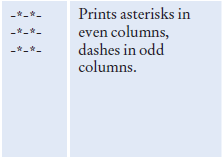 -*-*-
-*-*-
-*-*-
Prints asterisks in
even columns,
dashes in odd
columns.